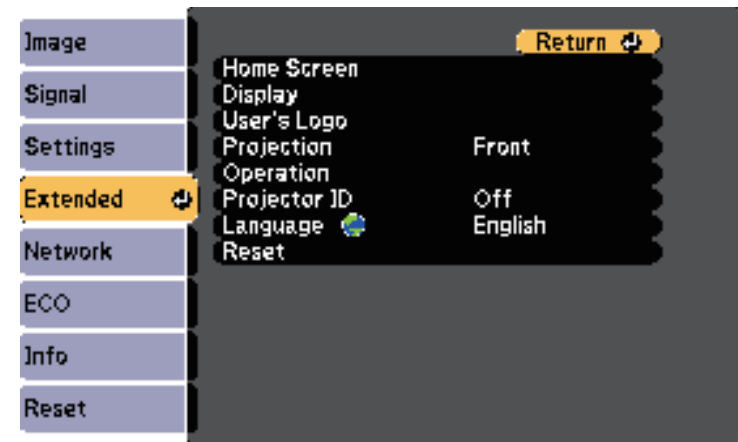 Image
Signal
Settings
Extended
Network
ECO
Info
Reset
Return
Home Screen
Display
User's Logo
Projection Front
Operation
Projector ID Off
Language English
Reset